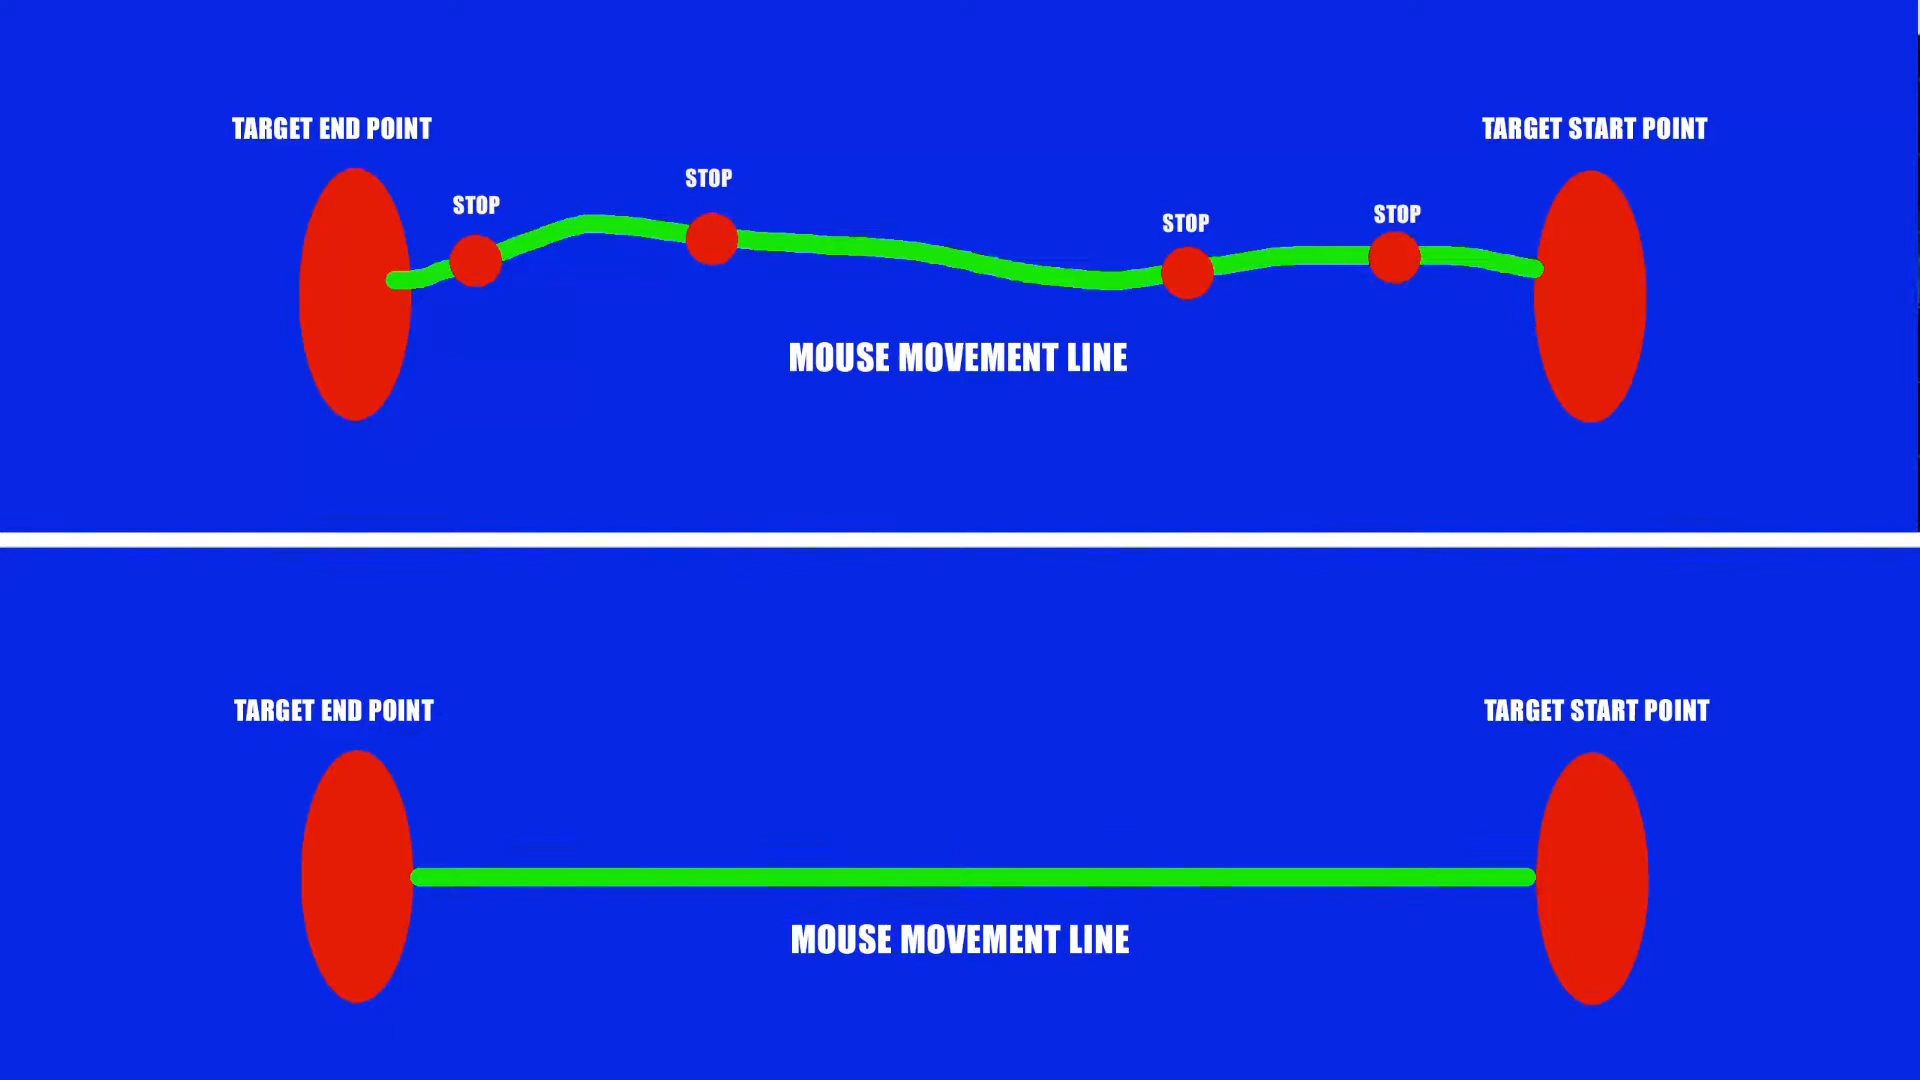 TARGET END POINT
TARGET START POINT
STOP
STOP
STOP
STOP
MOUSE MOVEMENT LINE
TARGET END POINT
TARGET START POINT
MOUSE MOVEMENT LINE